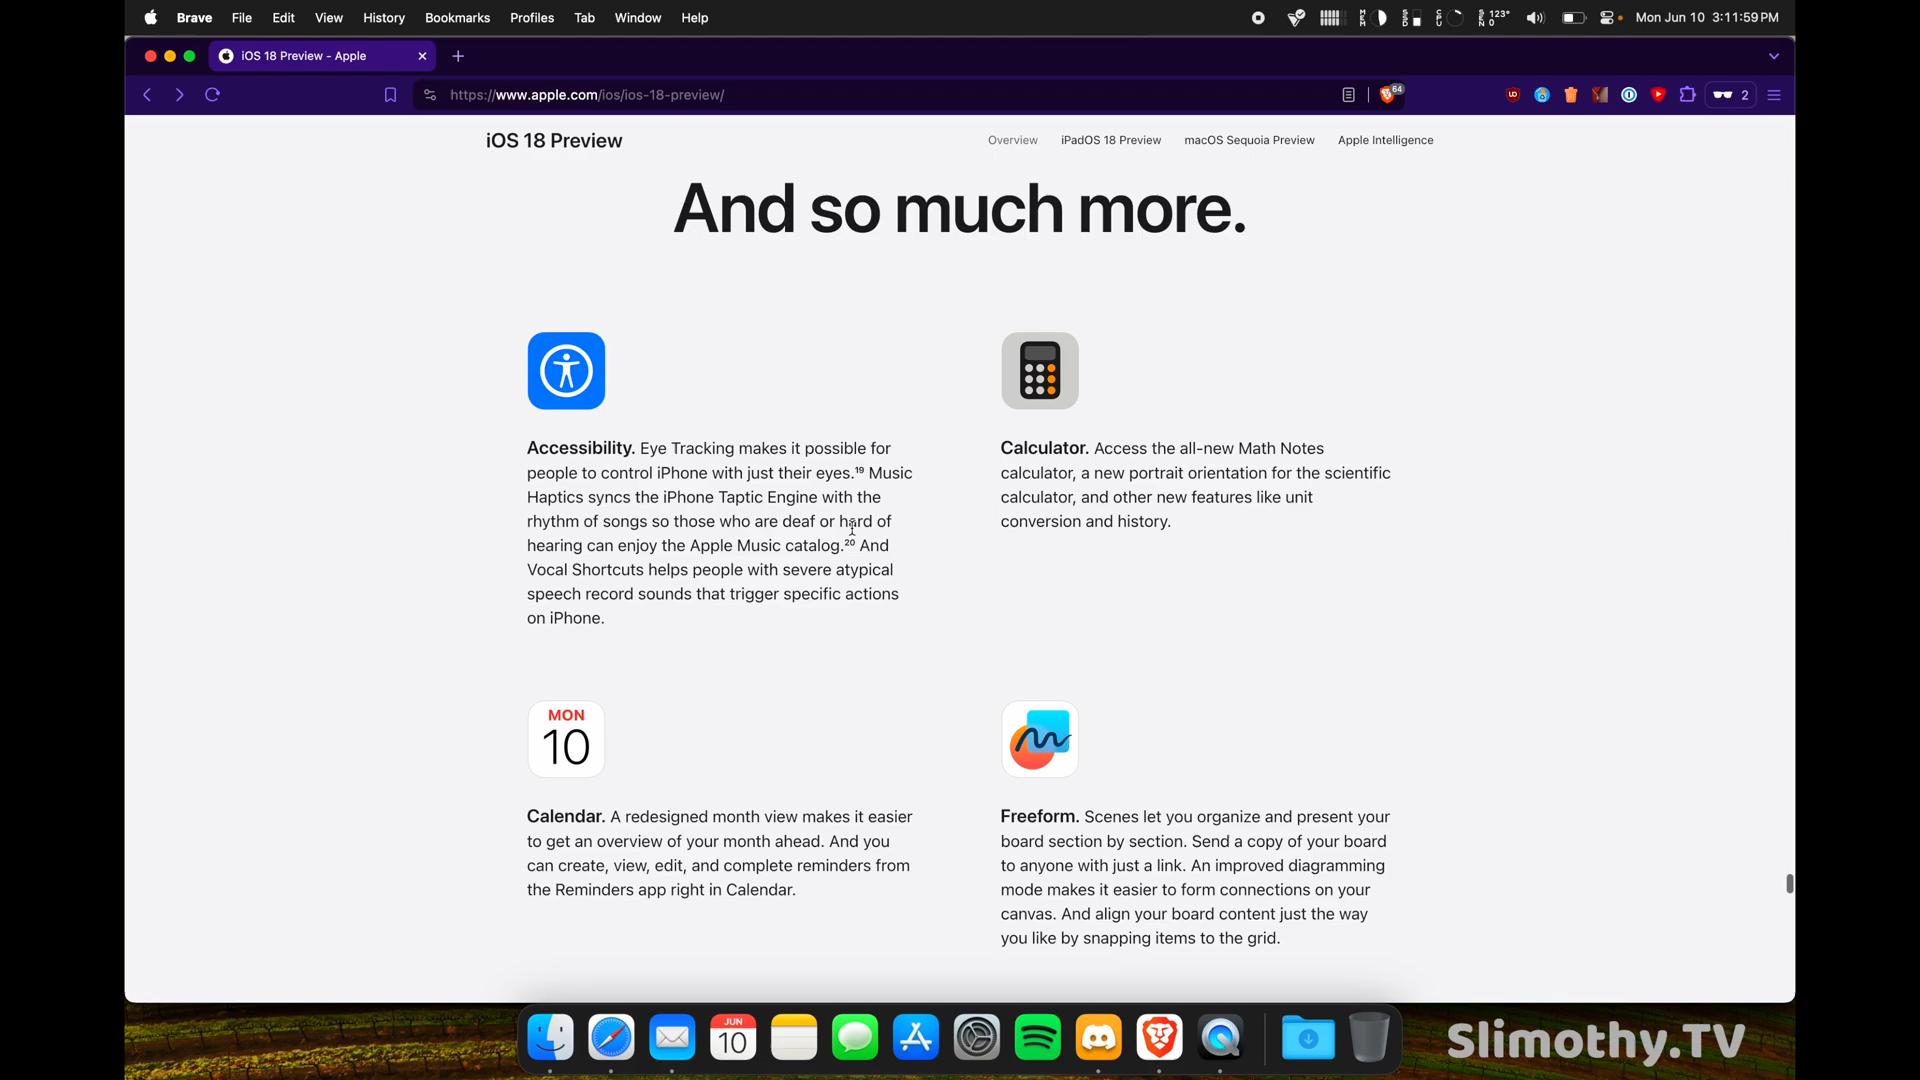 Brave File Edit View History Bookmarks Profiles Tab Window Help
MEM SSD CPU SEN 123° 0 Mon Jun 10 3:11:59 PM
iOS 18 Preview - Apple
https://www.apple.com/ios/ios-18-preview/ 64 2
iOS 18 Preview Overview iPadOS 18 Preview macOS Sequoia Preview Apple Intelligence
And so much more.
Accessibility. Eye Tracking makes it possible for
people to control iPhone with just their eyes.¹⁹ Music
Haptics syncs the iPhone Taptic Engine with the
rhythm of songs so those who are deaf or hard of
hearing can enjoy the Apple Music catalog.²⁰ And
Vocal Shortcuts helps people with severe atypical
speech record sounds that trigger specific actions
on iPhone.
Calculator. Access the all-new Math Notes
calculator, a new portrait orientation for the scientific
calculator, and other new features like unit
conversion and history.
MON
10
Calendar. A redesigned month view makes it easier
to get an overview of your month ahead. And you
can create, view, edit, and complete reminders from
the Reminders app right in Calendar.
Freeform. Scenes let you organize and present your
board section by section. Send a copy of your board
to anyone with just a link. An improved diagramming
mode makes it easier to form connections on your
canvas. And align your board content just the way
you like by snapping items to the grid.
JUN
10
Slimothy.TV